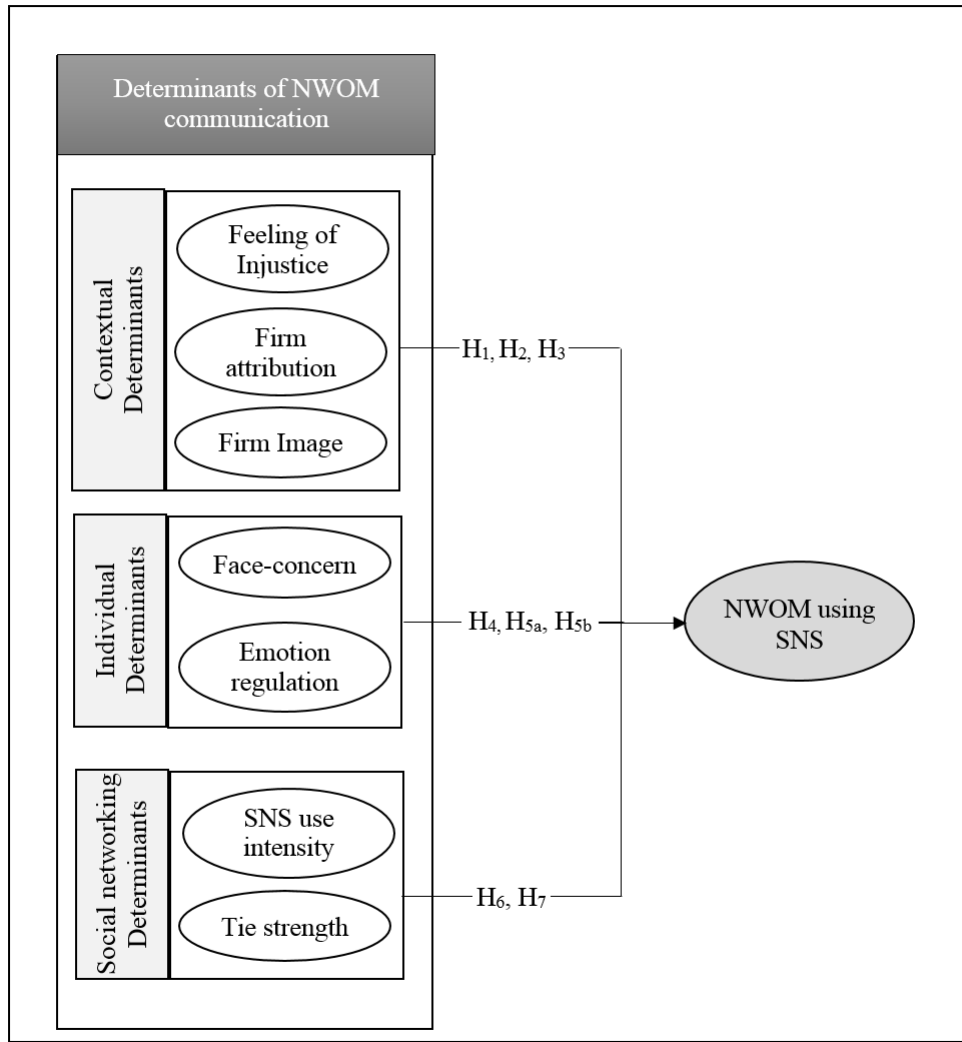 Determinants of NWOM
communication
Contextual
Determinants
Feeling of
Injustice
Firm
attribution
Firm Image
H₁, H₂, H₃
Individual
Determinants
Face-concern
Emotion
regulation
H₄, H₅ₐ, H₅b
NWOM using
SNS
Social networking
Determinants
SNS use
intensity
Tie strength
H₆, H₇